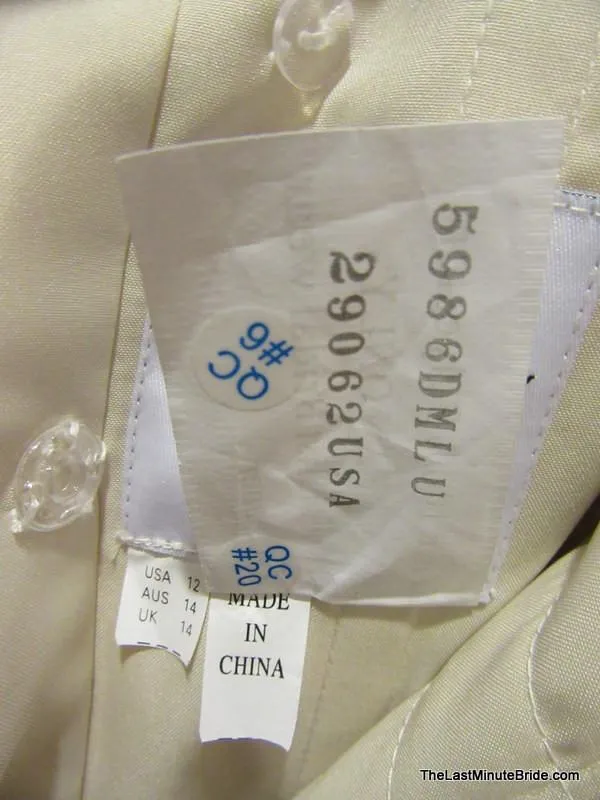 5986DMLU
29062USA
QC
#6
QC
#20
USA 12
AUS 14
UK 14
MADE
IN
CHINA
TheLastMinuteBride.com